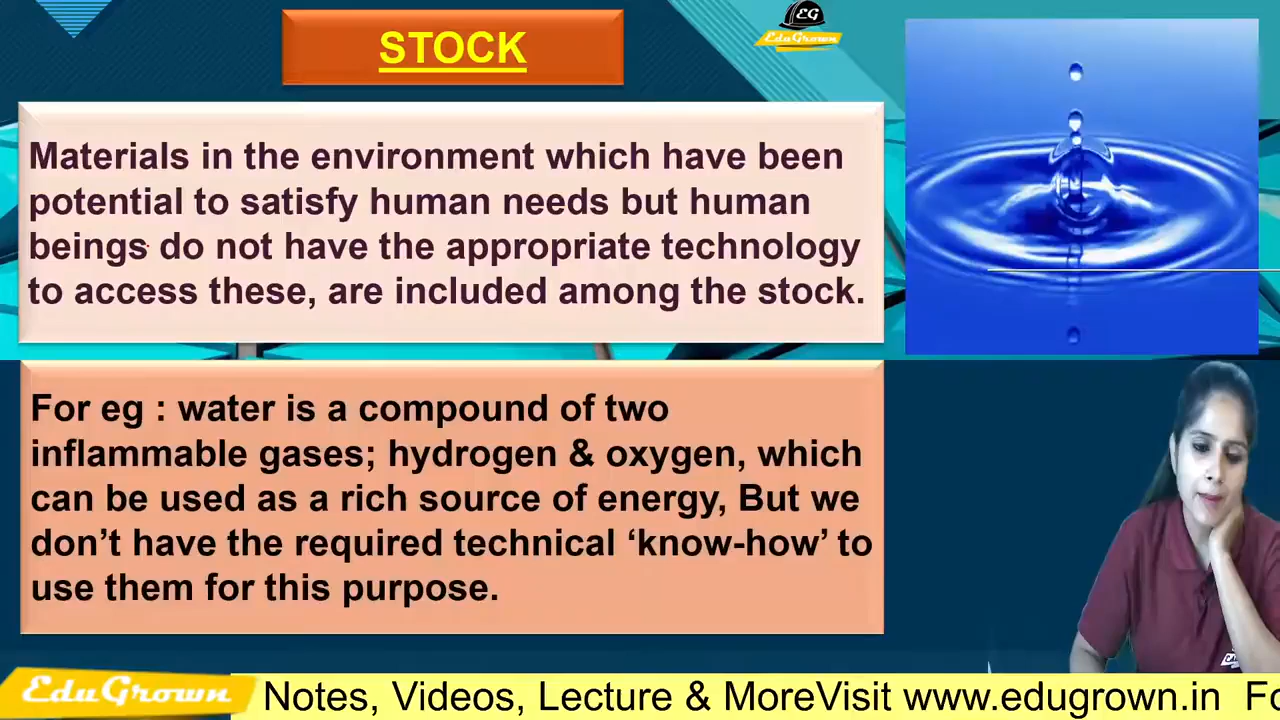 STOCK
EG
EduGrown
Materials in the environment which have been
potential to satisfy human needs but human
beings do not have the appropriate technology
to access these, are included among the stock.
For eg : water is a compound of two
inflammable gases; hydrogen & oxygen, which
can be used as a rich source of energy, But we
don’t have the required technical ‘know-how’ to
use them for this purpose.
EduGrown
Notes, Videos, Lecture & MoreVisit www.edugrown.in Fo